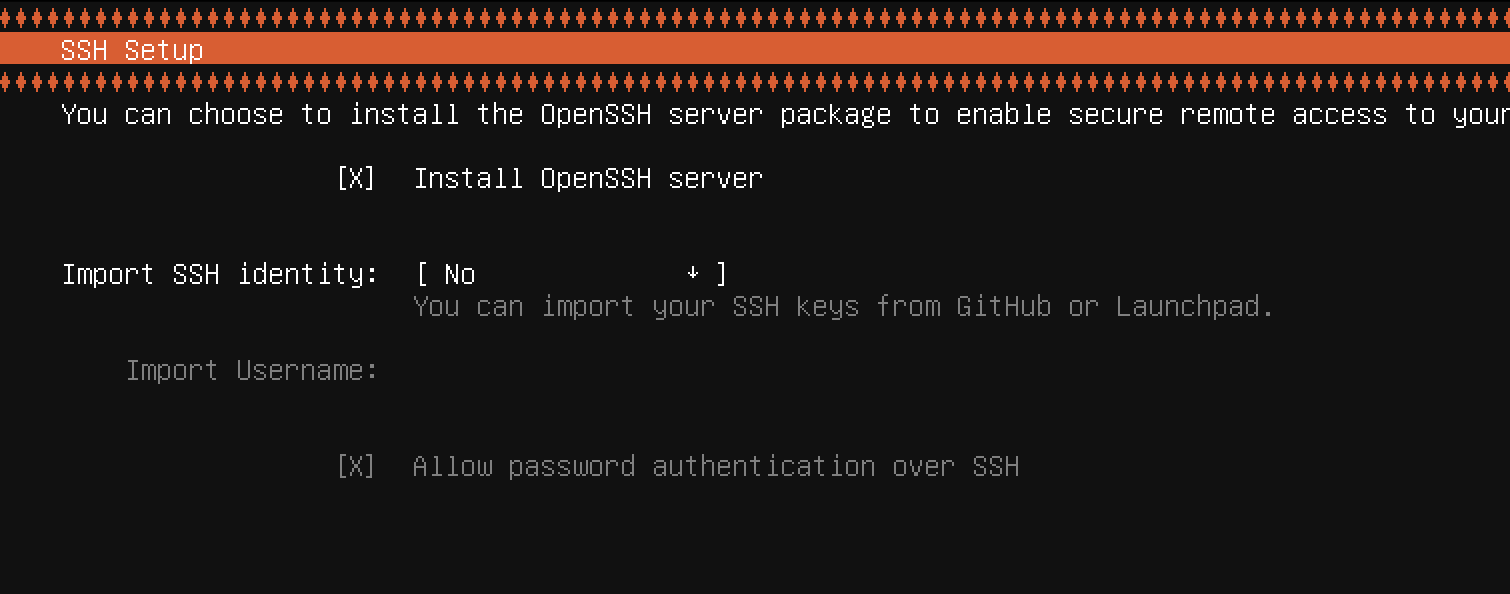 SSH Setup
You can choose to install the OpenSSH server package to enable secure remote access to your
[X] Install OpenSSH server
Import SSH identity: [ No ↓ ]
You can import your SSH keys from GitHub or Launchpad.
Import Username:
[X] Allow password authentication over SSH